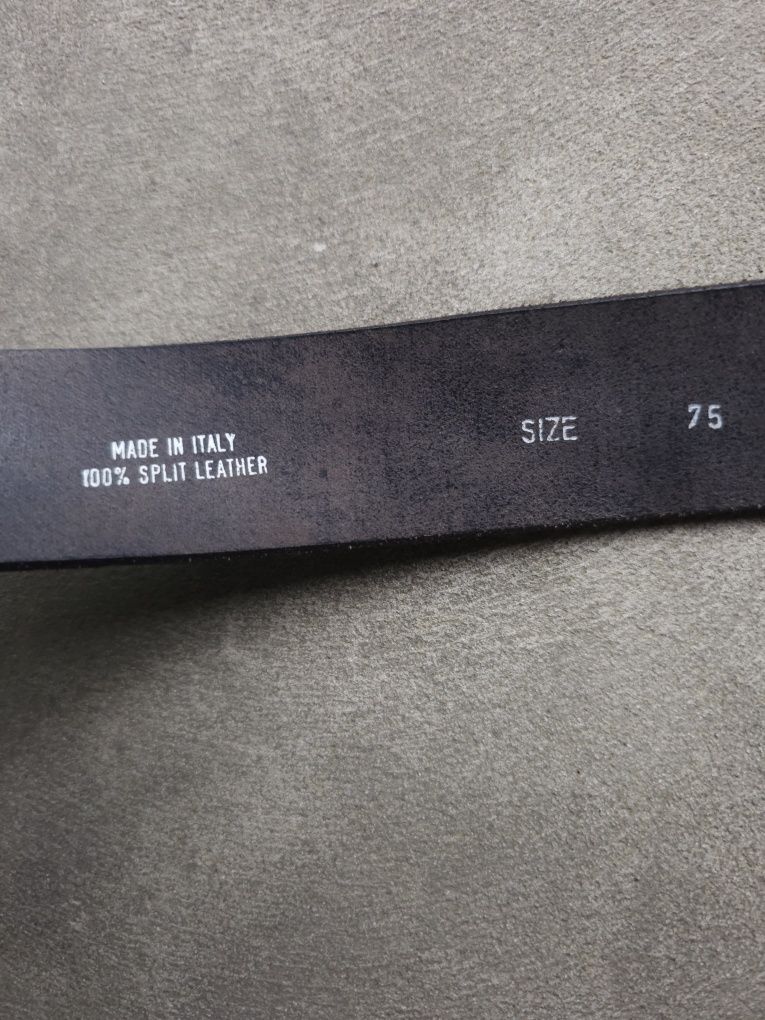 MADE IN ITALY
100% SPLIT LEATHER
SIZE 75